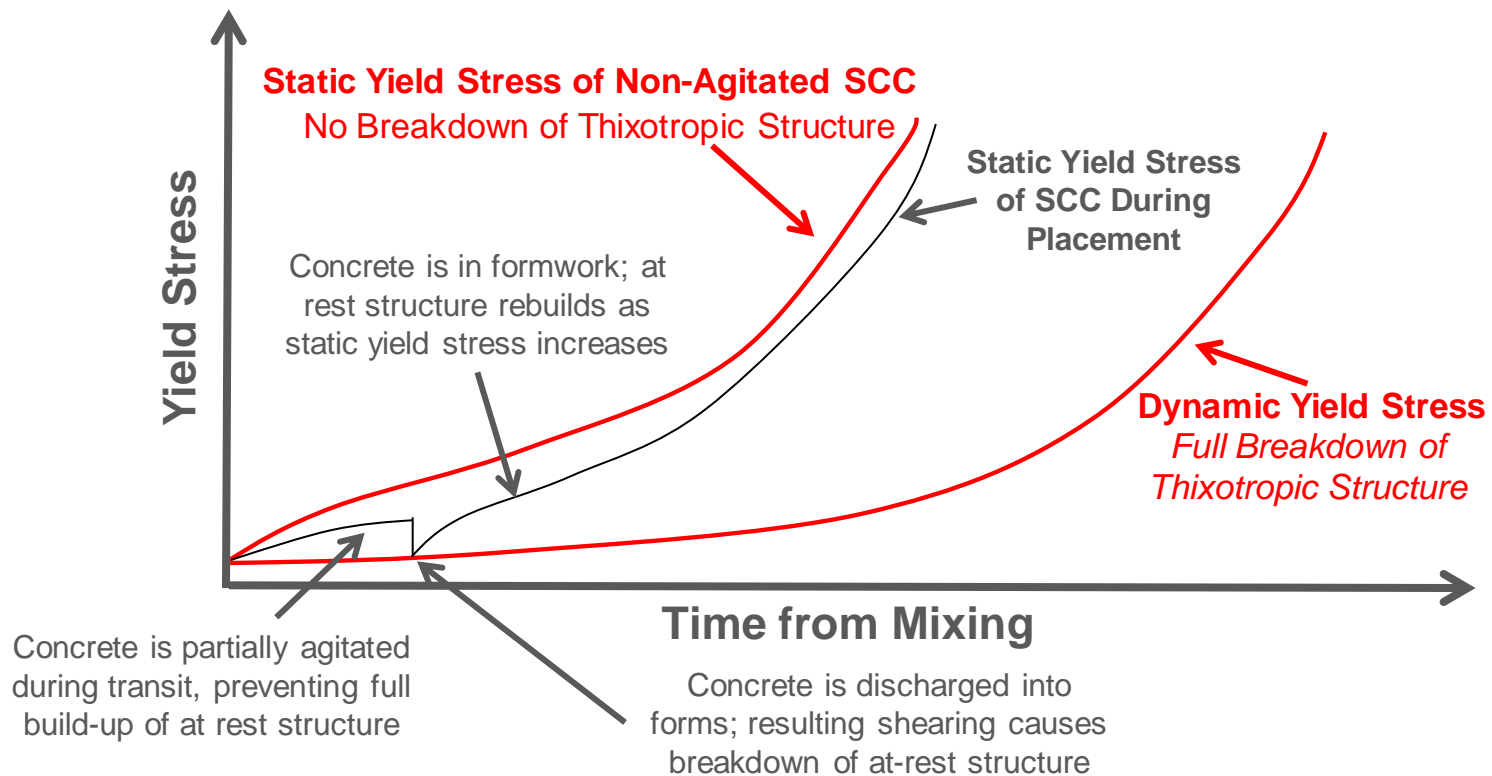 Static Yield Stress of Non-Agitated SCC
No Breakdown of Thixotropic Structure
Static Yield Stress
of SCC During
Placement
Concrete is in formwork; at
rest structure rebuilds as
static yield stress increases
Yield Stress
Dynamic Yield Stress
Full Breakdown of
Thixotropic Structure
Time from Mixing
Concrete is partially agitated
during transit, preventing full
build-up of at rest structure
Concrete is discharged into
forms; resulting shearing causes
breakdown of at-rest structure